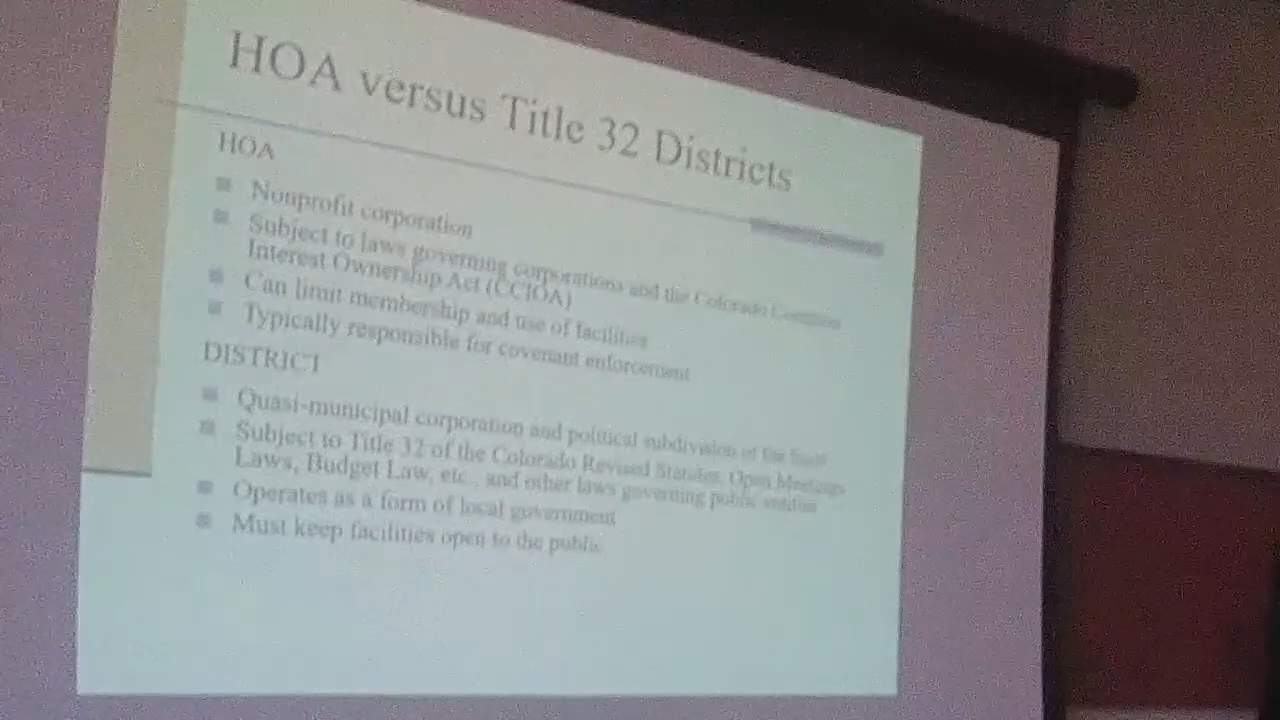 HOA versus Title 32 Districts
HOA
Nonprofit corporation
Subject to laws governing corporations and the Colorado Common
Interest Ownership Act (CCIOA)
Can limit membership and use of facilities
Typically responsible for covenant enforcement
DISTRICT
Quasi-municipal corporation and political subdivision of the State
Subject to Title 32 of the Colorado Revised Statutes, Open Meetings
Laws, Budget Law, etc., and other laws governing public entities
Operates as a form of local government
Must keep facilities open to the public